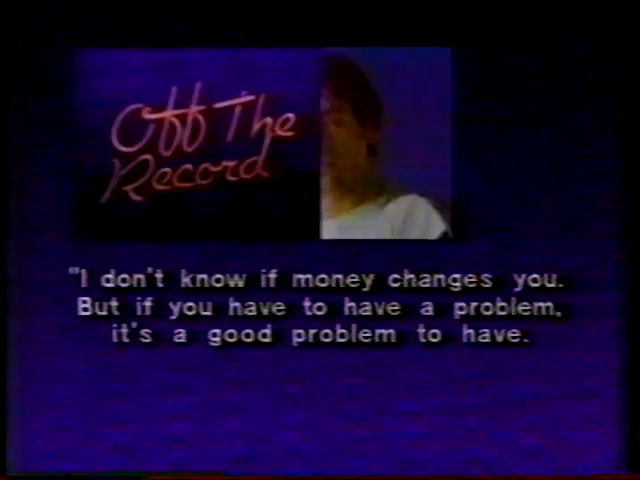 Off The
Record
"I don't know if money changes you.
But if you have to have a problem,
it's a good problem to have.